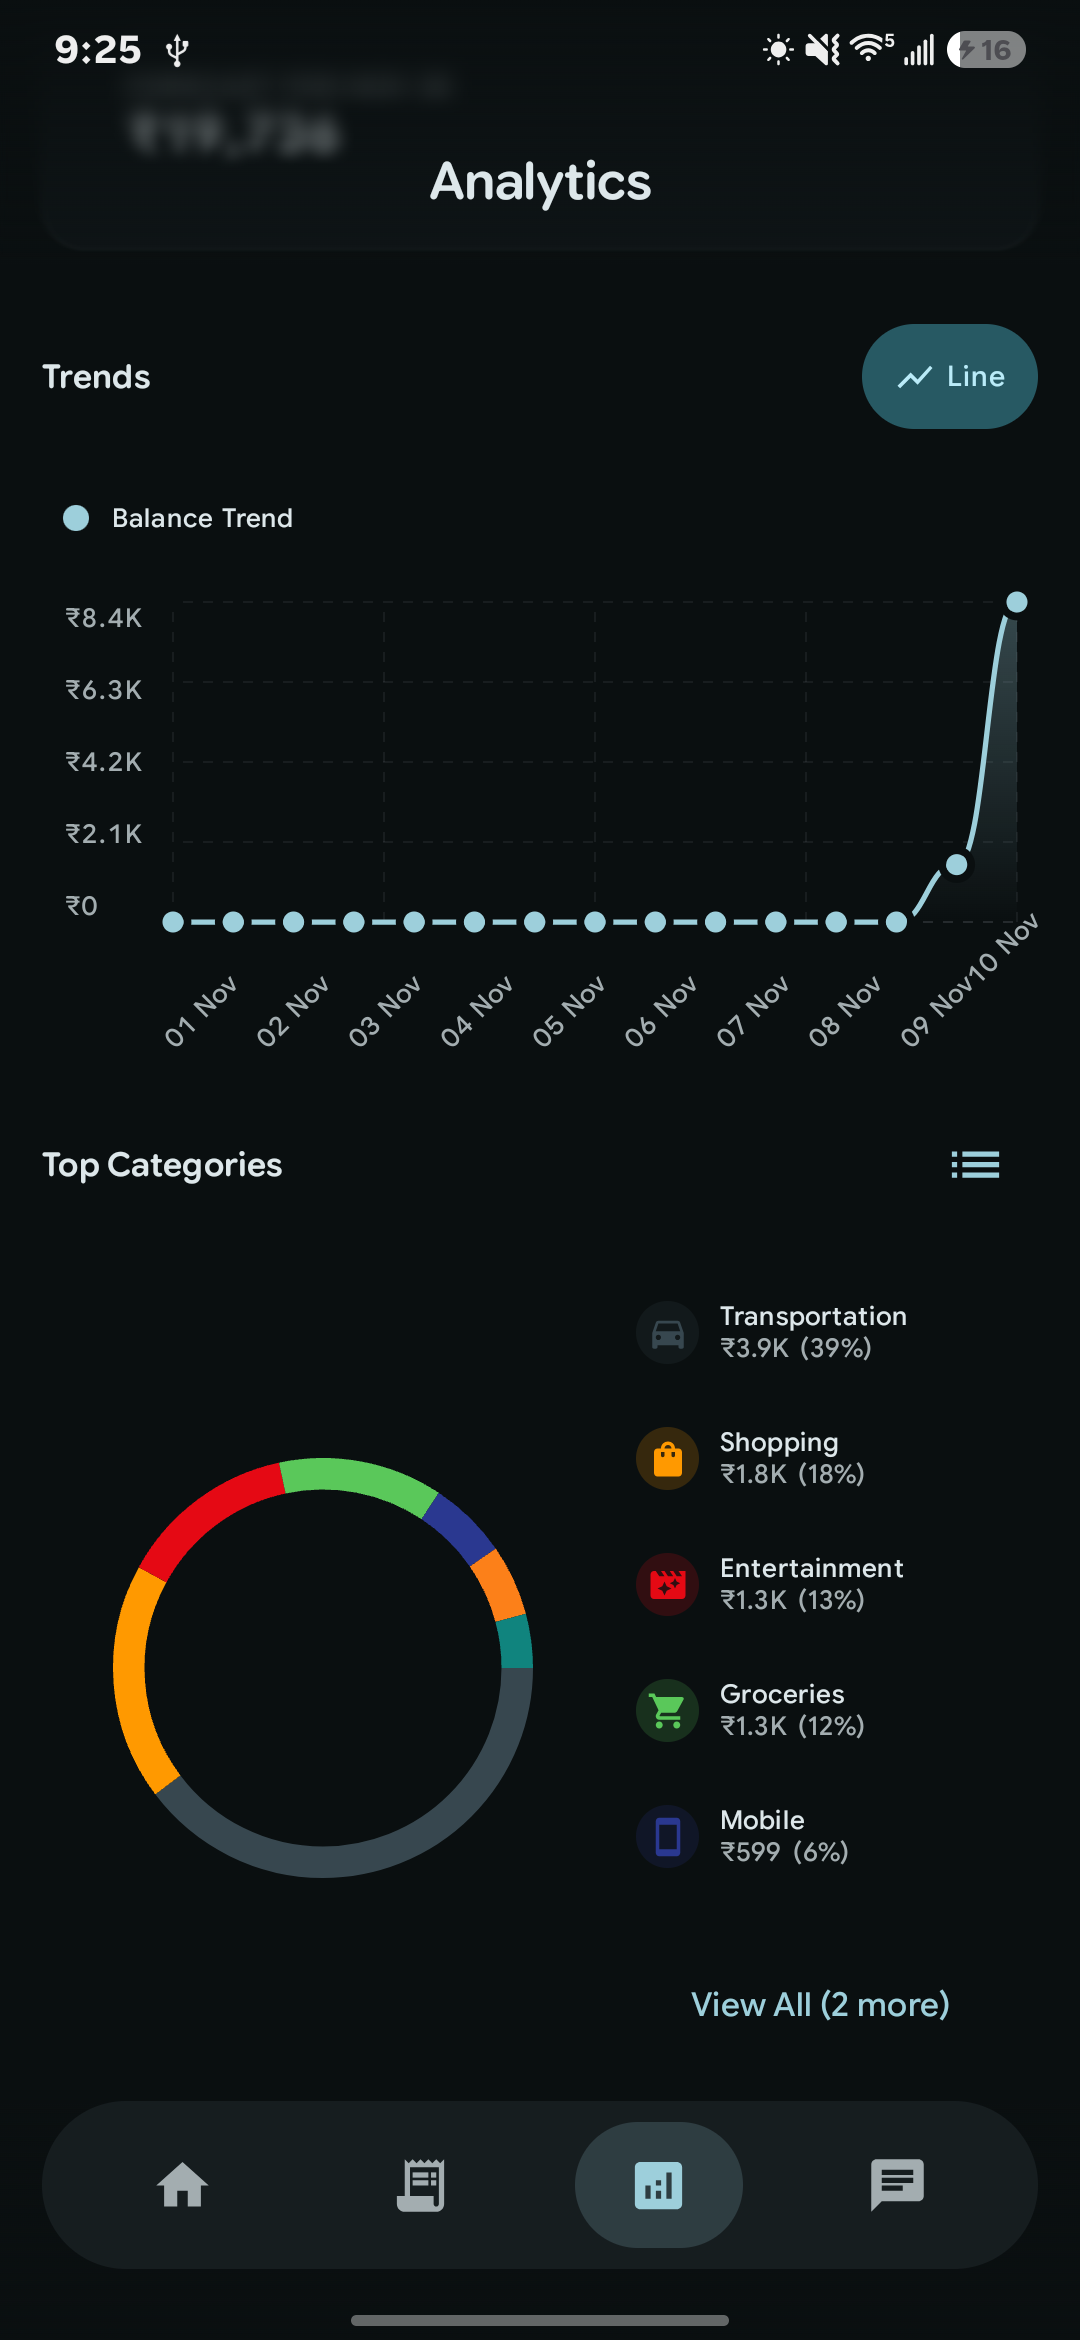 9:25
5
16
₹19,736
Analytics
Trends
Line
Balance Trend
₹8.4K
₹6.3K
₹4.2K
₹2.1K
₹0
01 Nov
02 Nov
03 Nov
04 Nov
05 Nov
06 Nov
07 Nov
08 Nov
09 Nov
10 Nov
Top Categories
Transportation
₹3.9K (39%)
Shopping
₹1.8K (18%)
Entertainment
₹1.3K (13%)
Groceries
₹1.3K (12%)
Mobile
₹599 (6%)
View All (2 more)